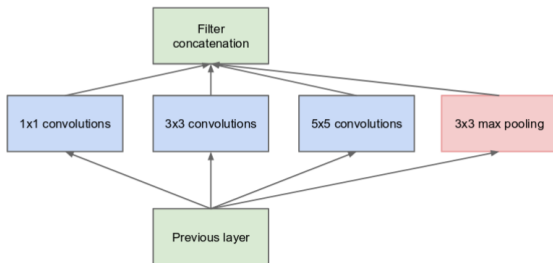 Filter
concatenation
1x1 convolutions
3x3 convolutions
5x5 convolutions
3x3 max pooling
Previous layer